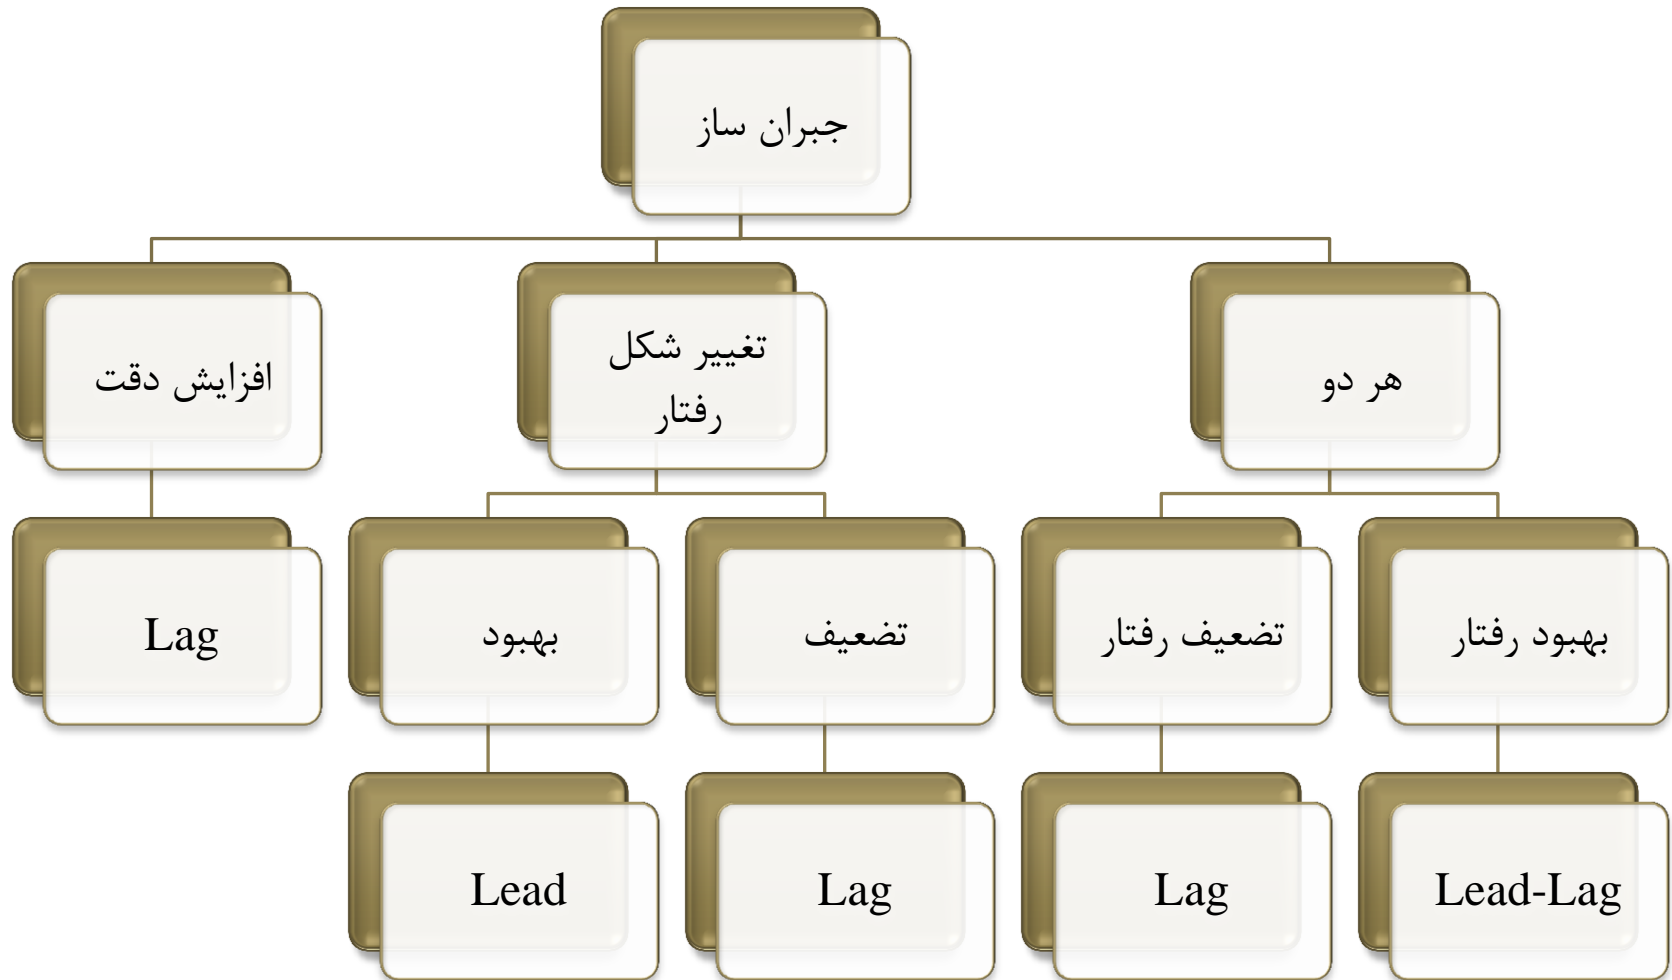 جبران ساز
افزایش دقت
تغییر شکل
رفتار
هر دو
Lag
بهبود
تضعیف
تضعیف رفتار
بهبود رفتار
Lead
Lag
Lag
Lead-Lag